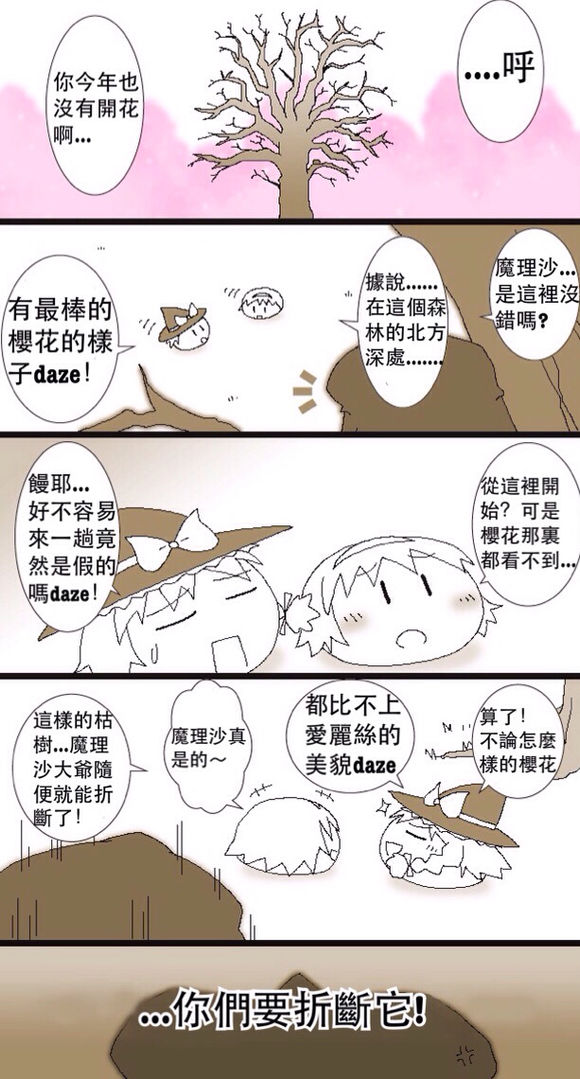 ....呼
你今年也
沒有開花
啊...
魔理沙...
是這裡沒
錯嗎?
據說......
在這個森
林的北方
深處.......
有最棒的
櫻花的樣
子daze!
從這裡開
始? 可是
櫻花那裏
都看不到...
饅耶...
好不容易
來一趟竟
然是假的
嗎daze!
算了!
不論怎麼
樣的櫻花
都比不上
愛麗絲的
美貌daze
魔理沙真
是的～
這樣的枯
樹...魔理
沙大爺隨
便就能折
斷了!
...你們要折斷它!